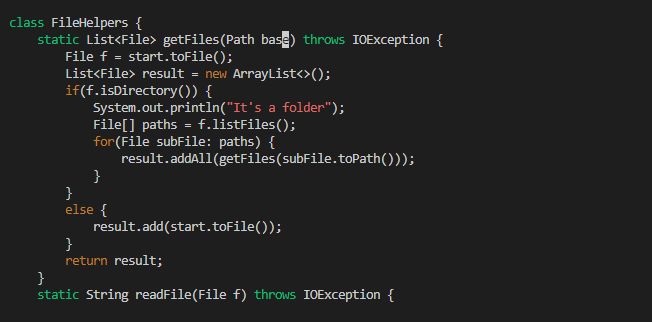 class FileHelpers {
    static List<File> getFiles(Path base) throws IOException {
        File f = start.toFile();
        List<File> result = new ArrayList<>();
        if(f.isDirectory()) {
            System.out.println("It's a folder");
            File[] paths = f.listFiles();
            for(File subFile: paths) {
                result.addAll(getFiles(subFile.toPath()));
            }
        }
        else {
            result.add(start.toFile());
        }
        return result;
    }
    static String readFile(File f) throws IOException {